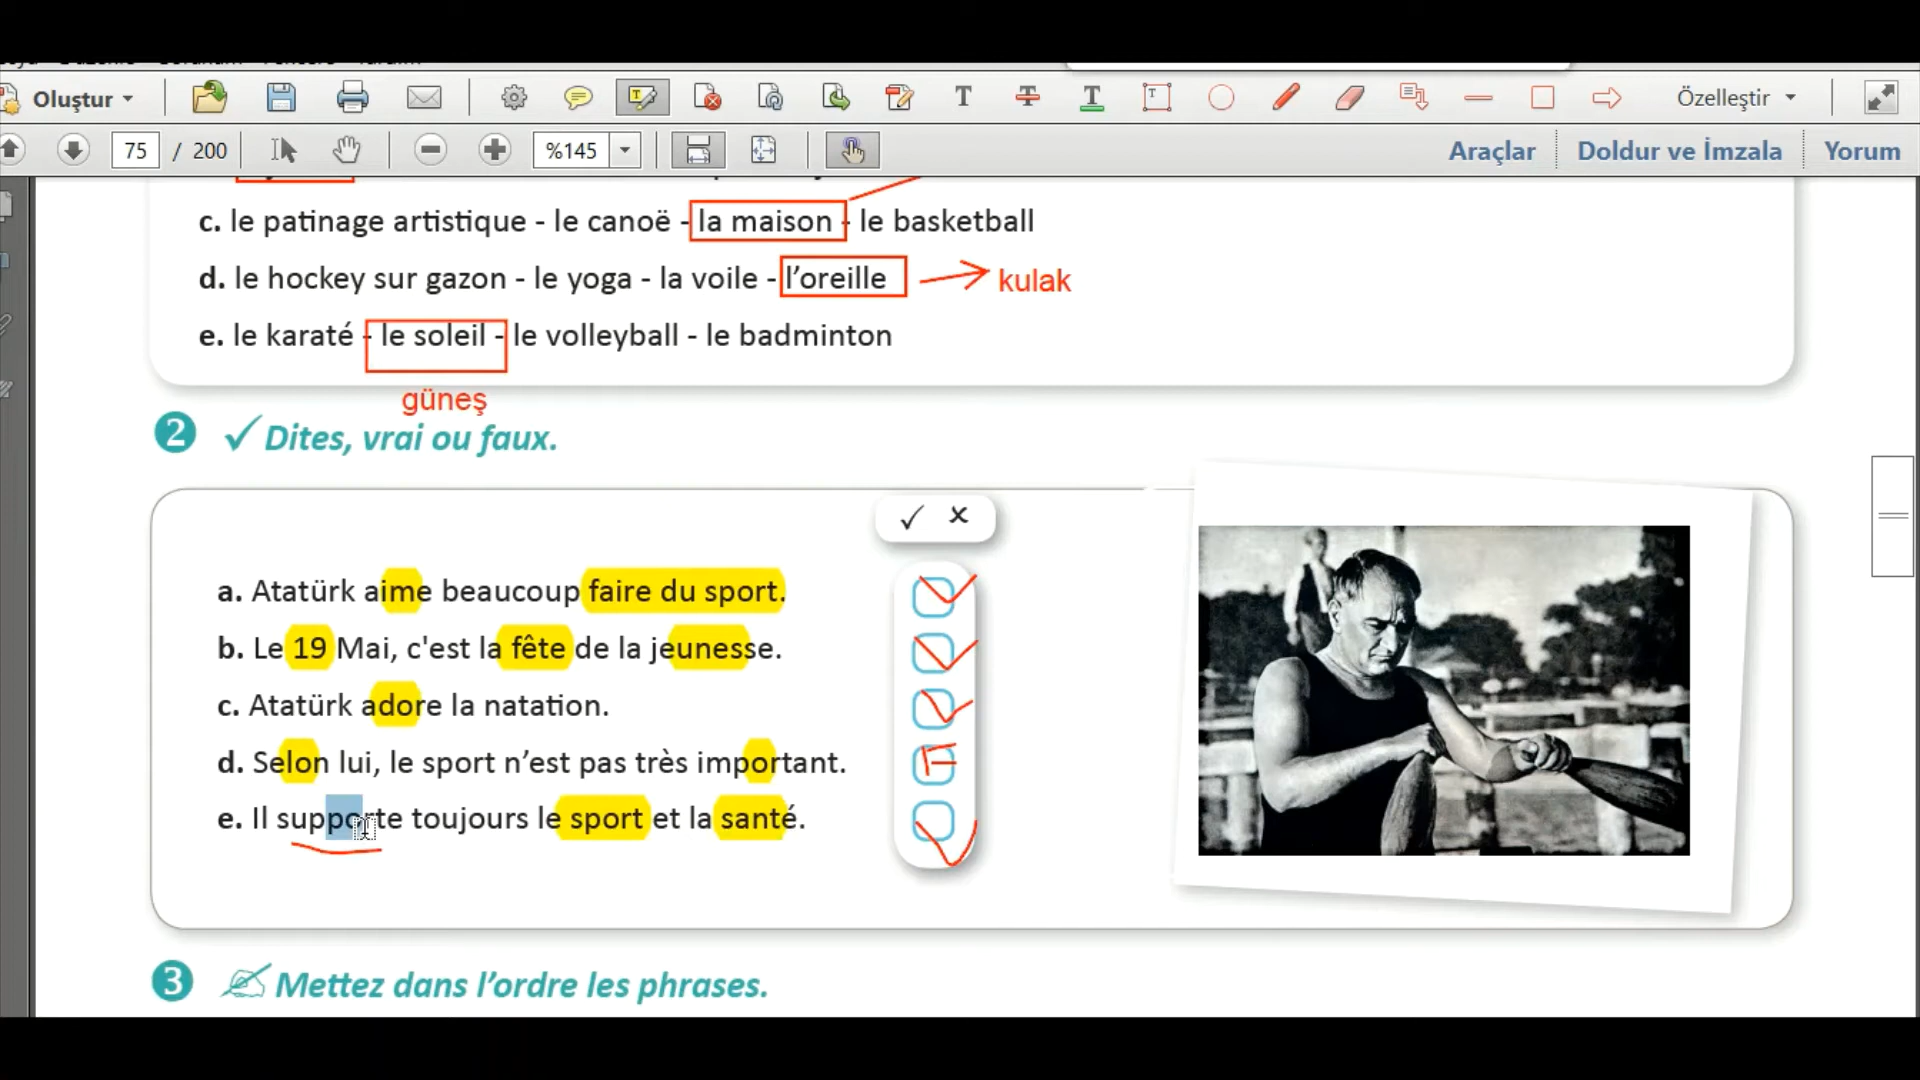 Oluştur
Özelleştir
75 / 200
%145
Araçlar
Doldur ve İmzala
Yorum
c. le patinage artistique - le canoë - la maison - le basketball
d. le hockey sur gazon - le yoga - la voile - l'oreille
kulak
e. le karaté - le soleil - le volleyball - le badminton
güneş
2 ✓ Dites, vrai ou faux.
✓ x
a. Atatürk aime beaucoup faire du sport.
b. Le 19 Mai, c'est la fête de la jeunesse.
c. Atatürk adore la natation.
d. Selon lui, le sport n'est pas très important.
F
e. Il supporte toujours le sport et la santé.
3 Mettez dans l'ordre les phrases.